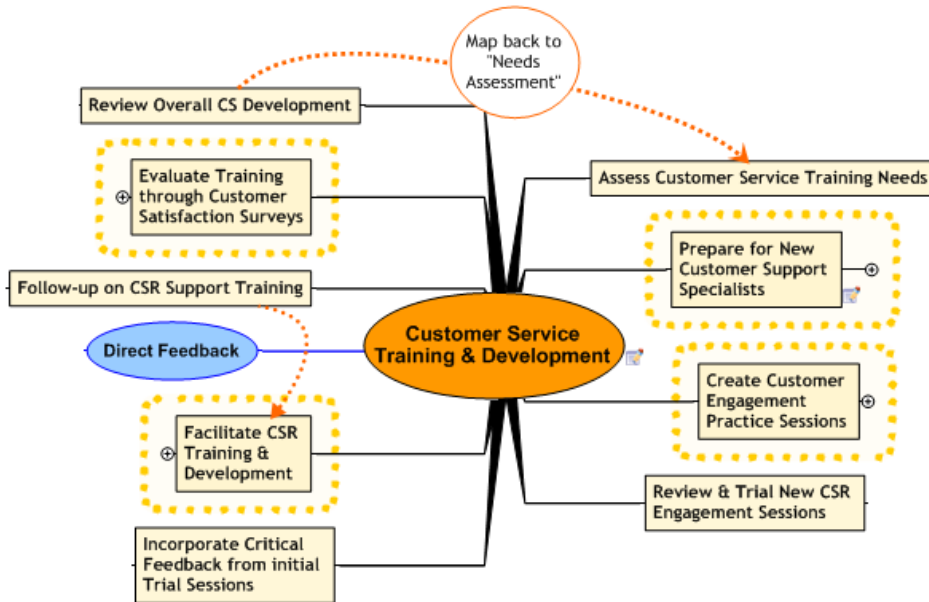 Map back to
"Needs
Assessment"
Review Overall CS Development
Evaluate Training
through Customer
Satisfaction Surveys
Assess Customer Service Training Needs
Prepare for New
Customer Support
Specialists
Follow-up on CSR Support Training
Customer Service
Training & Development
Direct Feedback
Create Customer
Engagement
Practice Sessions
Facilitate CSR
Training &
Development
Review & Trial New CSR
Engagement Sessions
Incorporate Critical
Feedback from initial
Trial Sessions